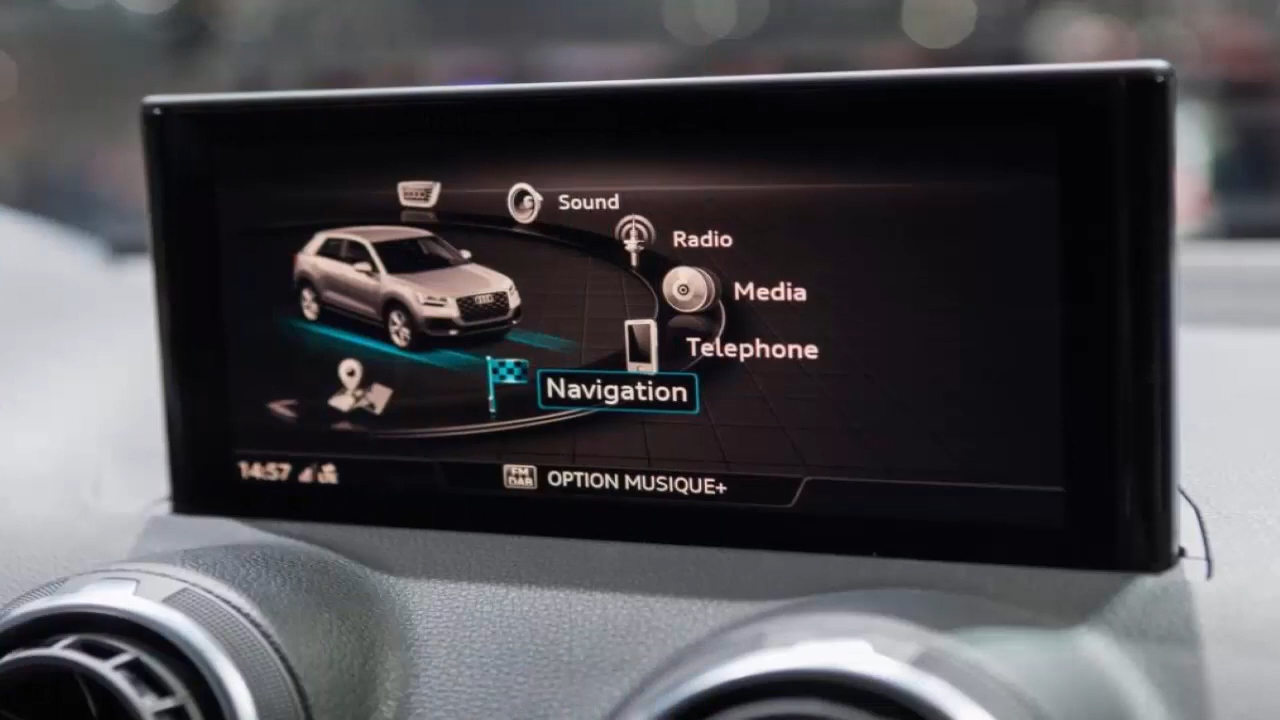 Sound
Radio
Media
Telephone
Navigation
14:57
FM
DAB
OPTION MUSIQUE+